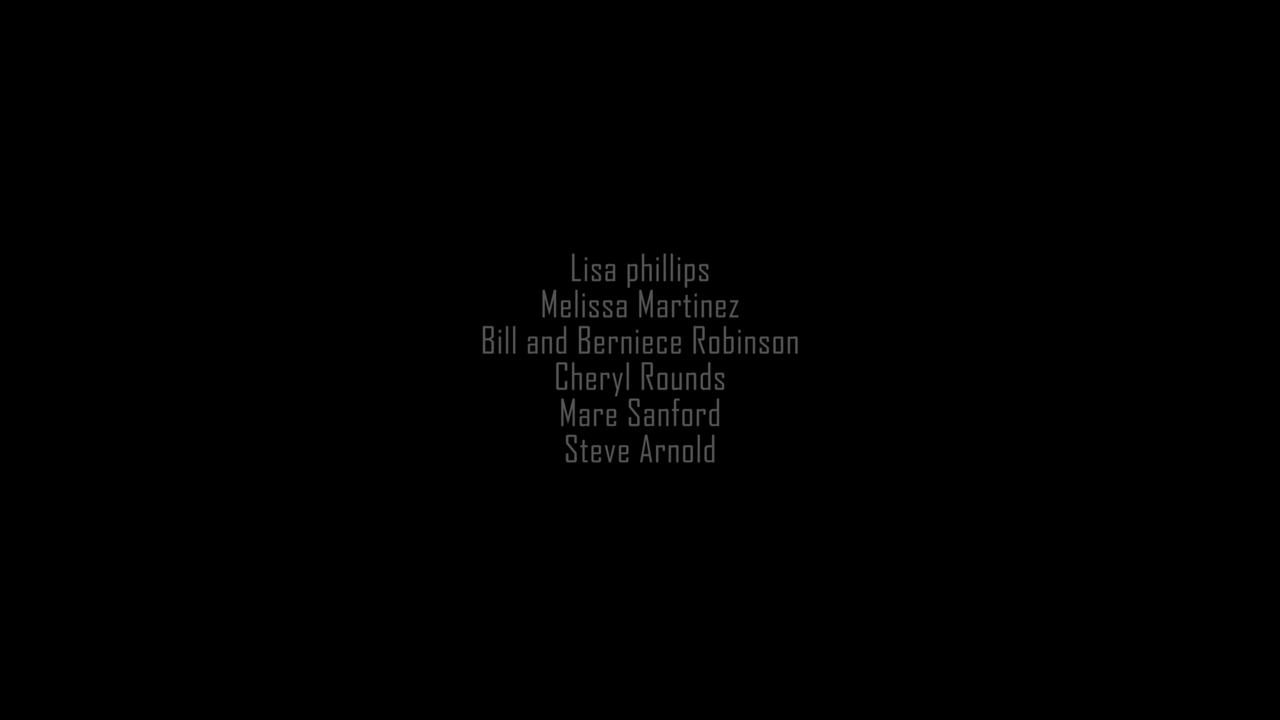 Lisa phillips
Melissa Martinez
Bill and Berniece Robinson
Cheryl Rounds
Mare Sanford
Steve Arnold